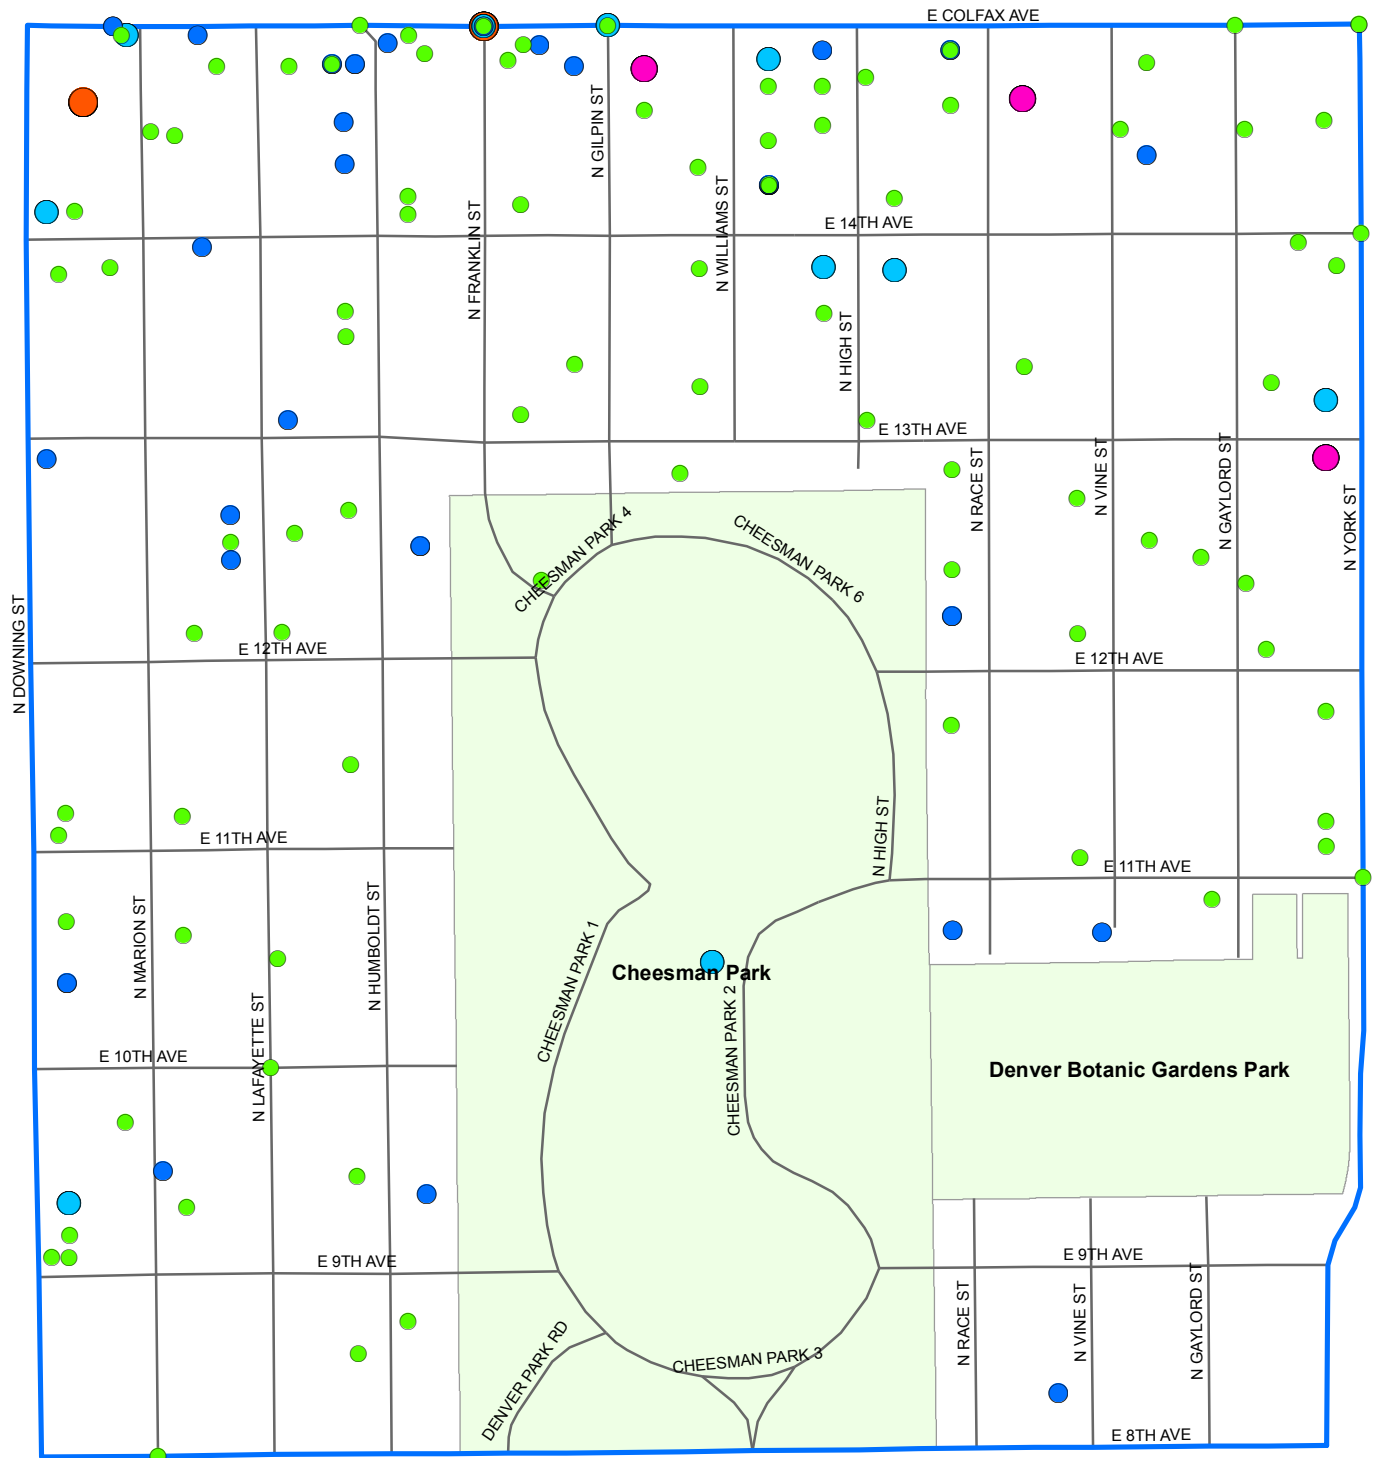 E COLFAX AVE
N GILPIN ST
N WILLIAMS ST
N FRANKLIN ST
E 14TH AVE
N HIGH ST
E 13TH AVE
N RACE ST
N VINE ST
N GAYLORD ST
N YORK ST
CHEESMAN PARK 4
CHEESMAN PARK 6
N DOWNING ST
E 12TH AVE
E 12TH AVE
E 11TH AVE
N HIGH ST
E 11TH AVE
N MARION ST
N HUMBOLDT ST
CHEESMAN PARK 1
Cheesman Park
N LAFAYETTE ST
CHEESMAN PARK 2
E 10TH AVE
Denver Botanic Gardens Park
E 9TH AVE
E 9TH AVE
N RACE ST
N VINE ST
N GAYLORD ST
DENVER PARK RD
CHEESMAN PARK 3
E 8TH AVE